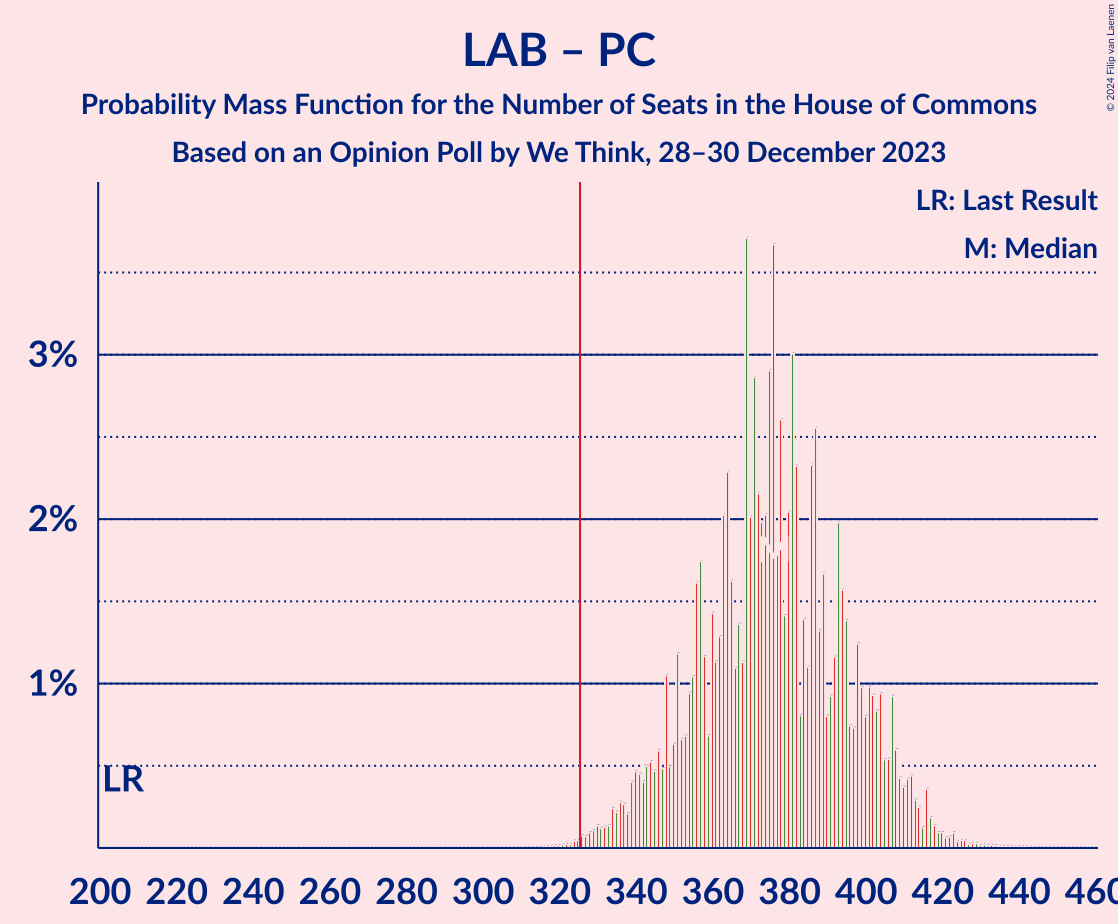 LAB – PC
Probability Mass Function for the Number of Seats in the House of Commons
Based on an Opinion Poll by We Think, 28–30 December 2023
© 2024 Filip van Laenen
LR: Last Result
M: Median
3%
2%
1%
LR
200 220 240 260 280 300 320 340 360 380 400 420 440 460